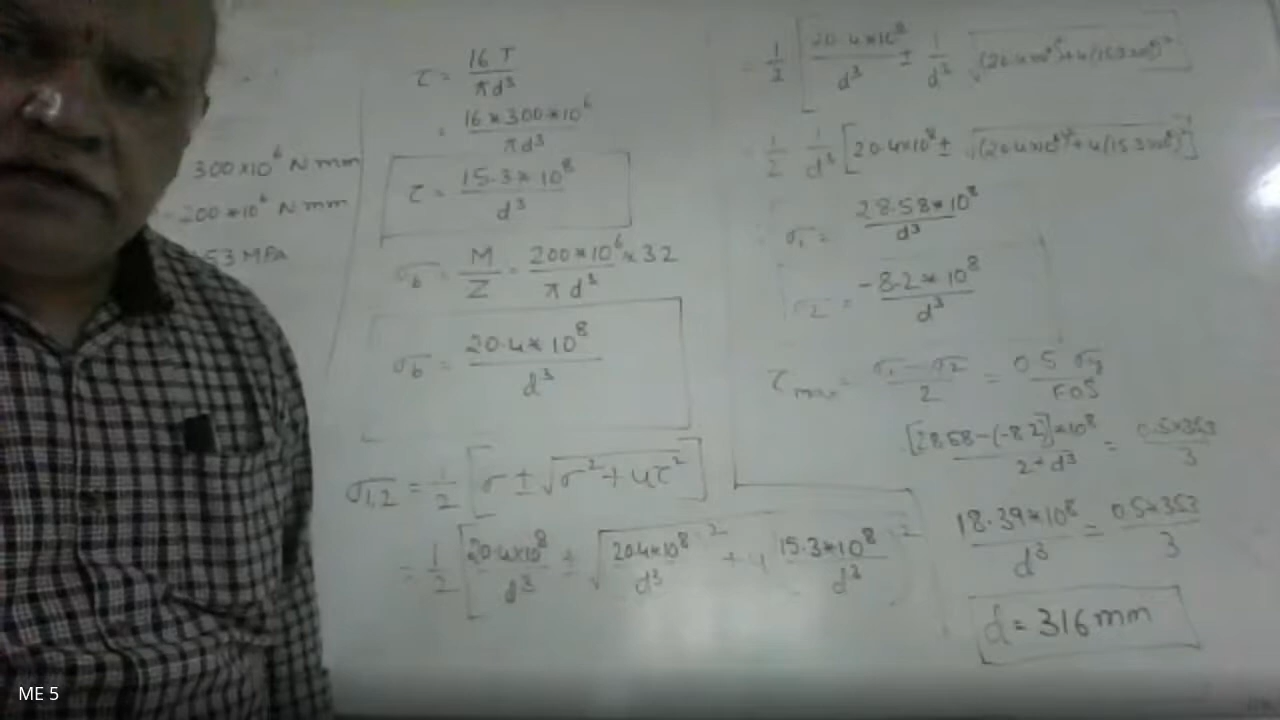 300×10⁶ N mm
200*10⁶ N mm
53 MPa
τ = 16 T / πd³
= 16*300*10⁶ / πd³
τ = 15.3*10⁸ / d³
σb = M / Z = 200*10⁶*32 / πd³
σb = 20.4*10⁸ / d³
σ1,2 = 1/2 [σ ± √σ²+4τ²]
= 1/2 [20.4×10⁸ / d³ ± √(20.4×10⁸ / d³)² + 4 (15.3*10⁸ / d³)²
= 1/2 [20.4*10⁸ / d³ ± 1/d³ √(20.4×10⁸)²+4(15.3×10⁸)²]
= 1/2 1/d³ [20.4×10⁸ ± √(20.4×10⁸)²+4(15.3×10⁸)²]
σ1 = 28.58*10⁸ / d³
σ2 = -8.2*10⁸ / d³
τmax = σ1 - σ2 / 2 = 0.5 σy / FOS
[28.58-(-8.2)]*10⁸ / 2*d³ = 0.5×353 / 3
18.39*10⁸ / d³ = 0.5*353 / 3
d = 316 mm
ME 5